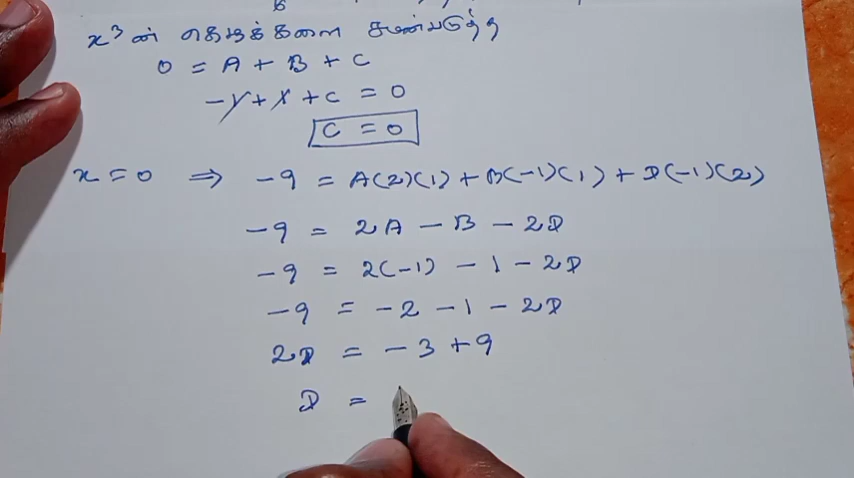 x³ ன் கெழுக்களை சமன்படுத்த
0 = A + B + C
-1 + 1 + C = 0
C = 0
x = 0 ⇒ -9 = A(2)(1) + B(-1)(1) + D(-1)(2)
-9 = 2A - B - 2D
-9 = 2(-1) - 1 - 2D
-9 = -2 - 1 - 2D
2D = -3 + 9
D =